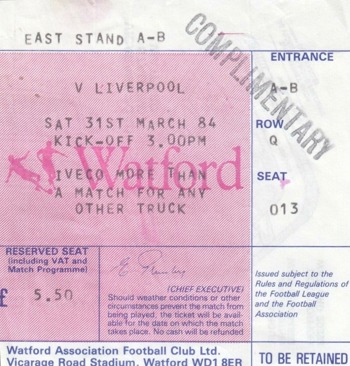 EAST STAND A-B
COMPLIMENTARY
ENTRANCE
V LIVERPOOL
A-B
SAT 31ST MARCH 84
ROW
KICK-OFF 3.00PM
Q
Watford
IVECO MORE THAN
SEAT
A MATCH FOR ANY
OTHER TRUCK
013
RESERVED SEAT
(including VAT and
Match Programme)
£ 5.50
(CHIEF EXECUTIVE)
Should weather conditions or other
circumstances prevent the match from
being played, the ticket will be avail-
able for the date on which the match
takes place. No cash will be refunded
Issued subject to the
Rules and Regulations of
the Football League
and the Football
Association
Watford Association Football Club Ltd.
Vicarage Road Stadium, Watford WD1 8ER
TO BE RETAINED